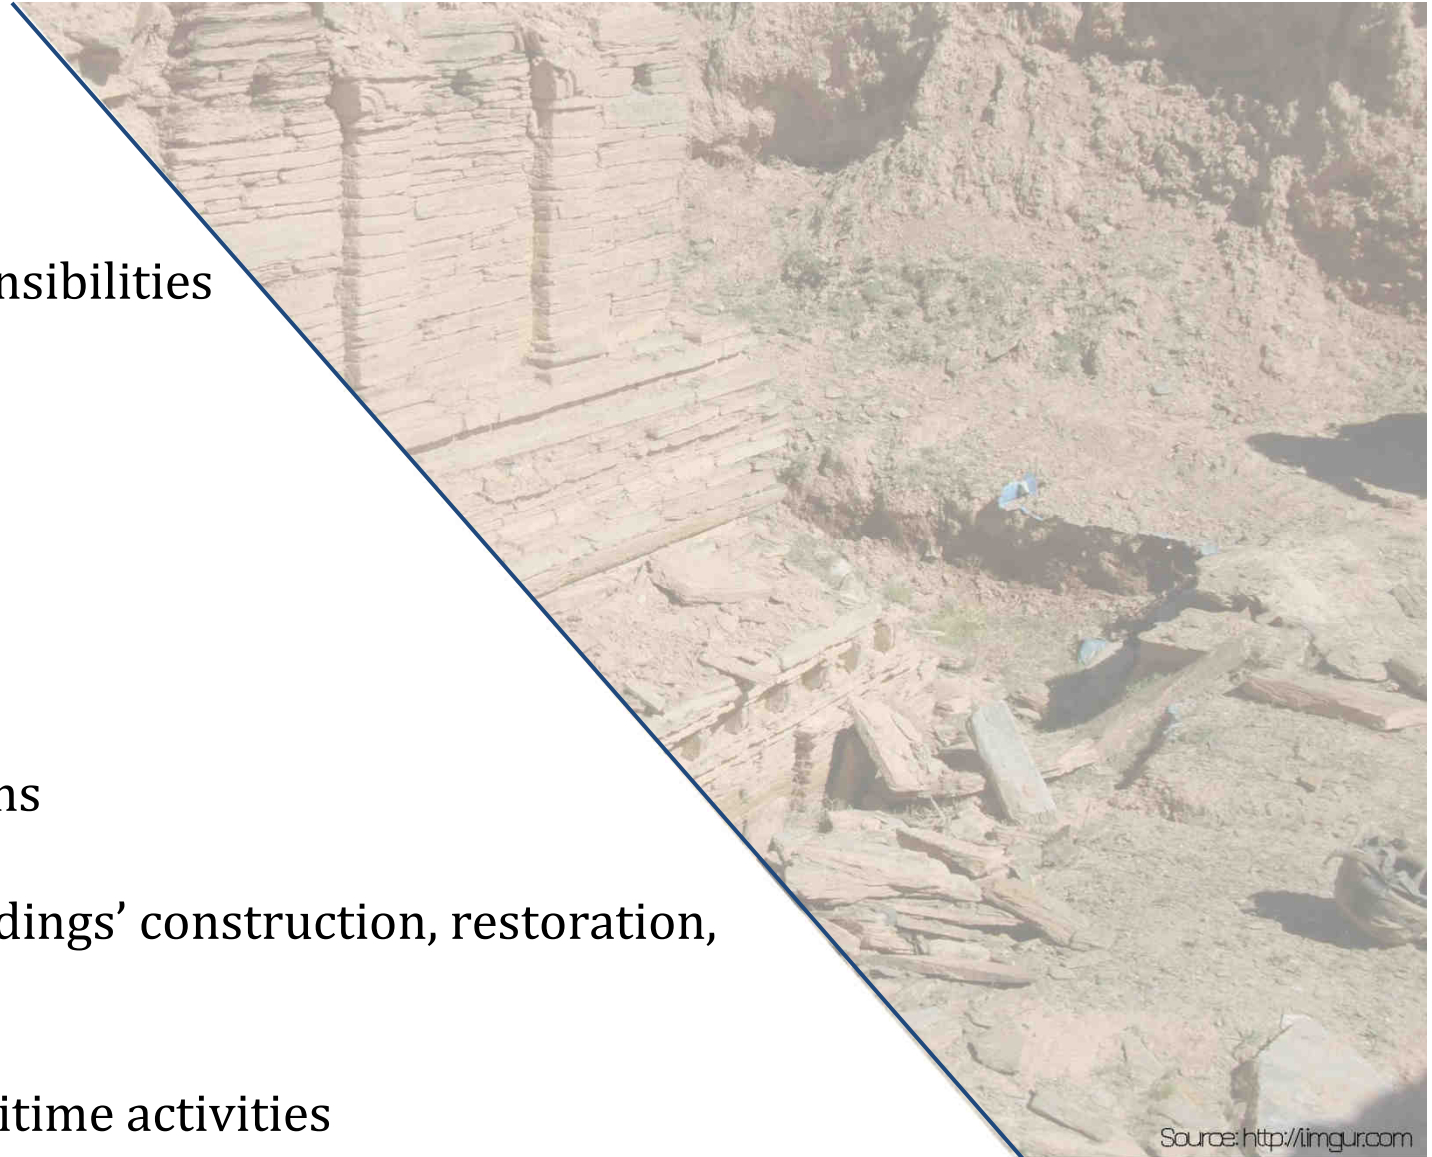 nsibilities
ns
dings’ construction, restoration,
itime activities
Source: http://i.imgur.com